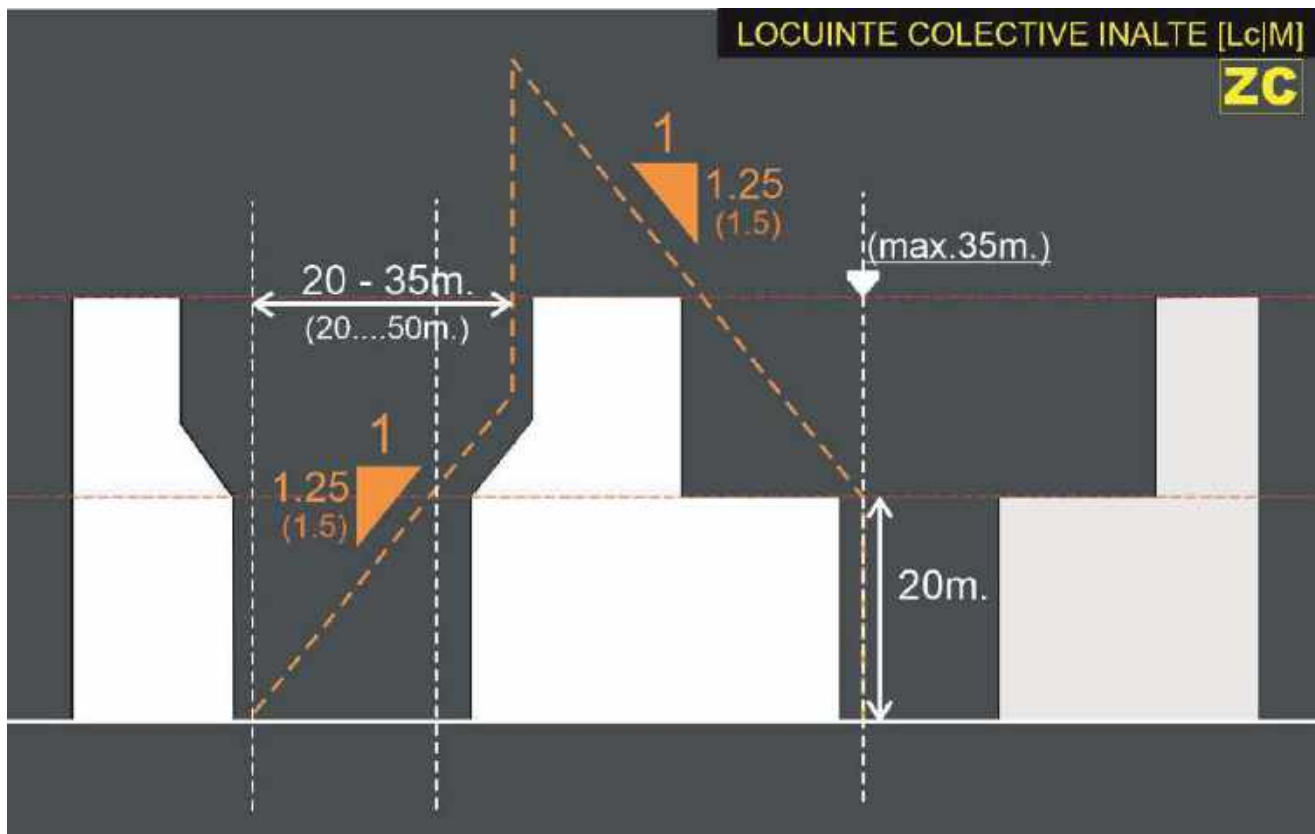 LOCUINTE COLECTIVE INALTE [Lc|M]
ZC
1
1.25
(1.5)
(max.35m.)
20 - 35m.
(20....50m.)
1
1.25
(1.5)
20m.